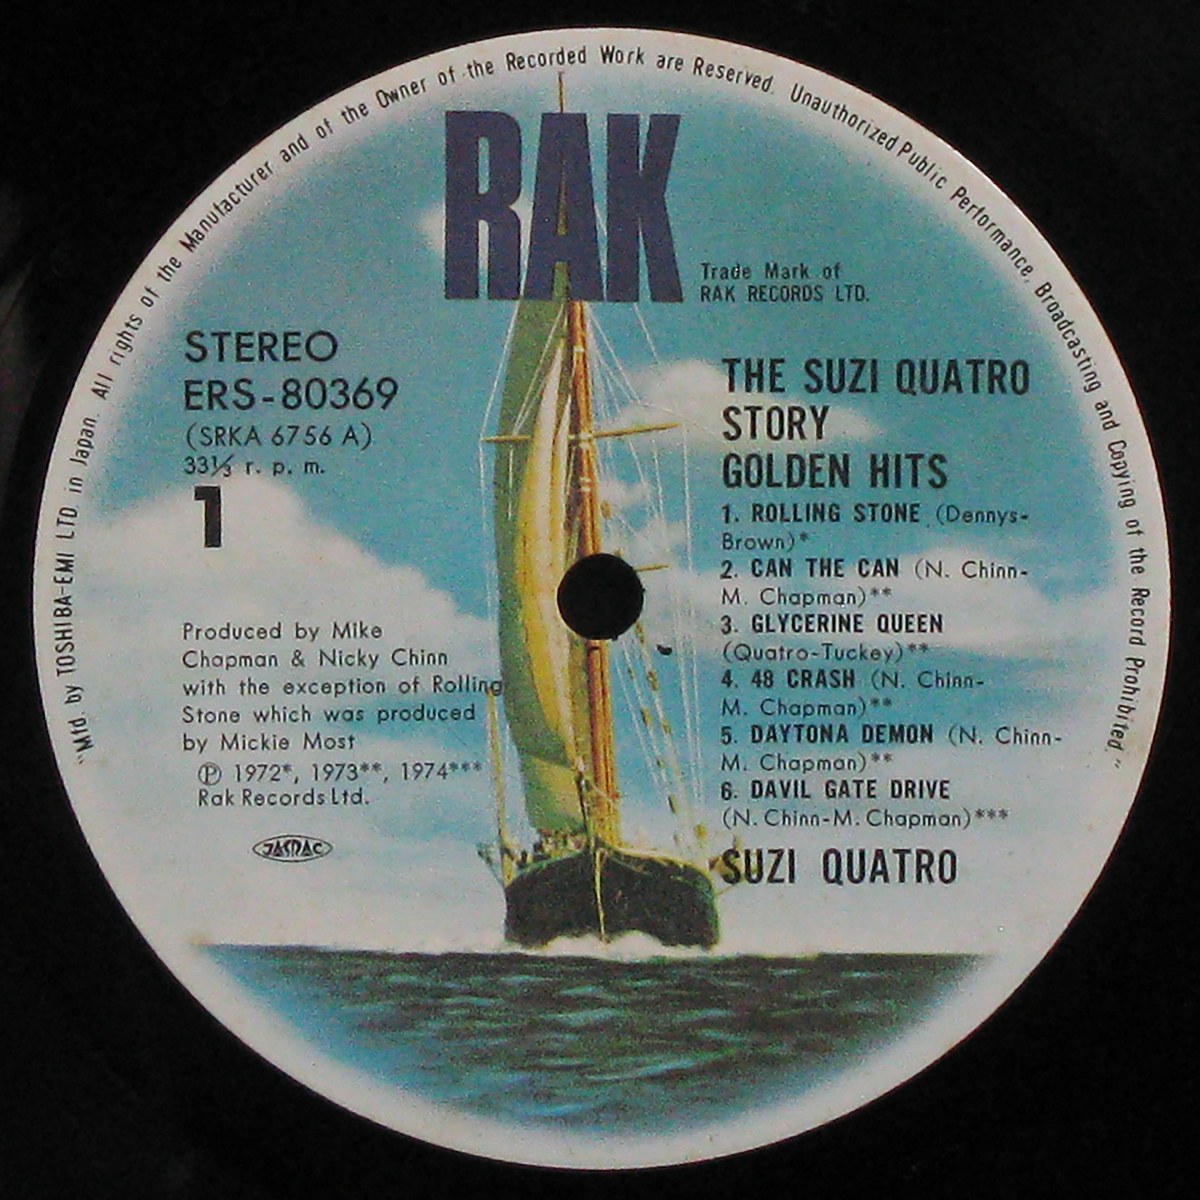 "Mfd. by TOSHIBA-EMI LTD in Japan. All rights of the Manufacturer and of the Owner of the Recorded Work are Reserved. Unauthorized Public Performance, Broadcasting and Copying of the Record Prohibited."
RAK
Trade Mark of
RAK RECORDS LTD.
STEREO
ERS-80369
(SRKA 6756 A)
33⅓ r. p. m.
1
Produced by Mike
Chapman & Nicky Chinn
with the exception of Rolling
Stone which was produced
by Mickie Most
Ⓟ 1972*, 1973**, 1974***
Rak Records Ltd.
JASRAC
THE SUZI QUATRO
STORY
GOLDEN HITS
1. ROLLING STONE (Dennys-
Brown)*
2. CAN THE CAN (N. Chinn-
M. Chapman)**
3. GLYCERINE QUEEN
(Quatro-Tuckey)**
4. 48 CRASH (N. Chinn-
M. Chapman)**
5. DAYTONA DEMON (N. Chinn-
M. Chapman)**
6. DAVIL GATE DRIVE
(N. Chinn-M. Chapman)***
SUZI QUATRO